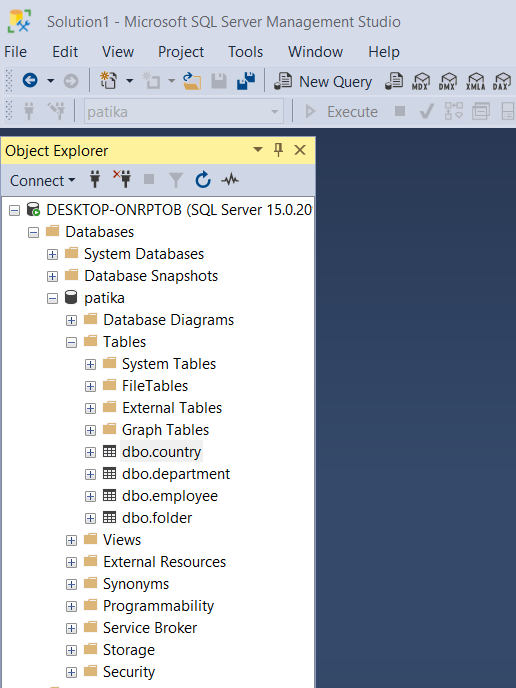 Solution1 - Microsoft SQL Server Management Studio
File Edit View Project Tools Window Help
New Query MDX DMX XMLA DAX
patika Execute
Object Explorer
Connect
DESKTOP-ONRPTOB (SQL Server 15.0.20
Databases
System Databases
Database Snapshots
patika
Database Diagrams
Tables
System Tables
FileTables
External Tables
Graph Tables
dbo.country
dbo.department
dbo.employee
dbo.folder
Views
External Resources
Synonyms
Programmability
Service Broker
Storage
Security